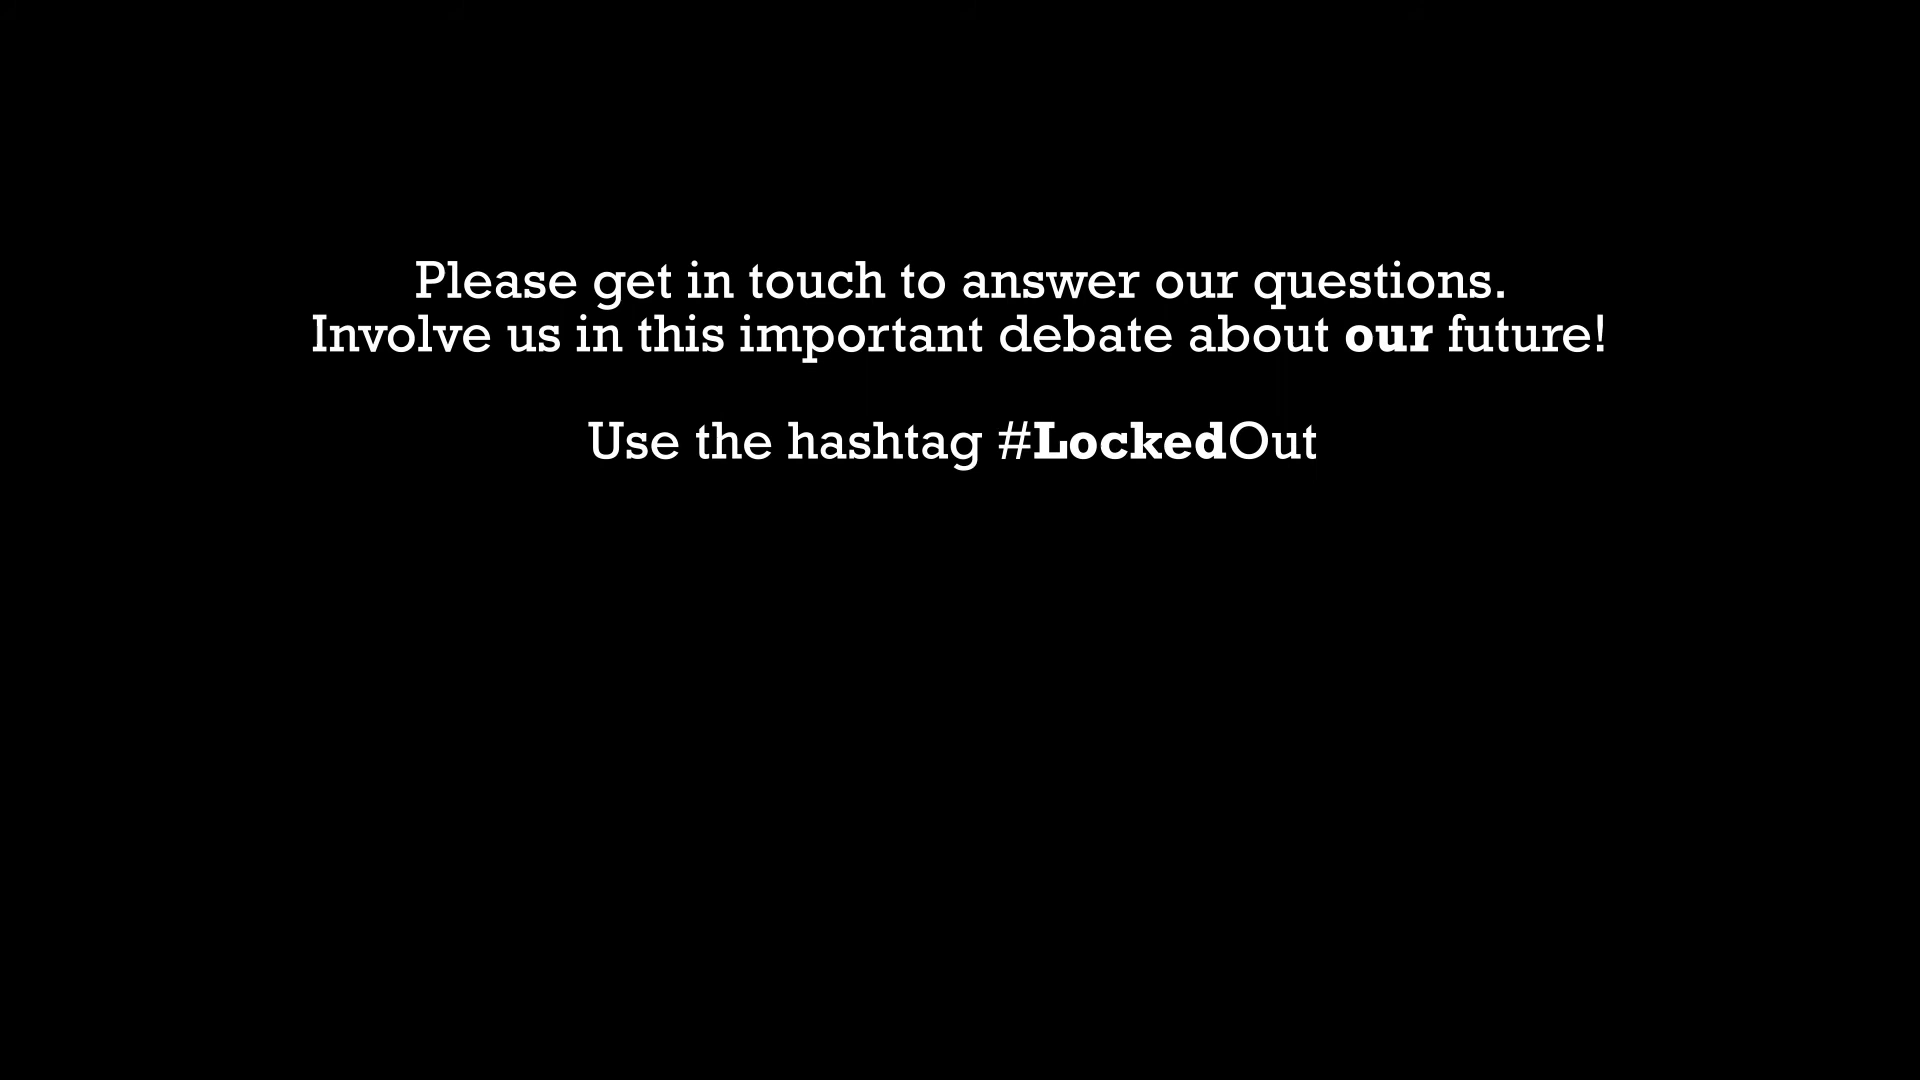 Please get in touch to answer our questions.
Involve us in this important debate about our future!
Use the hashtag #LockedOut